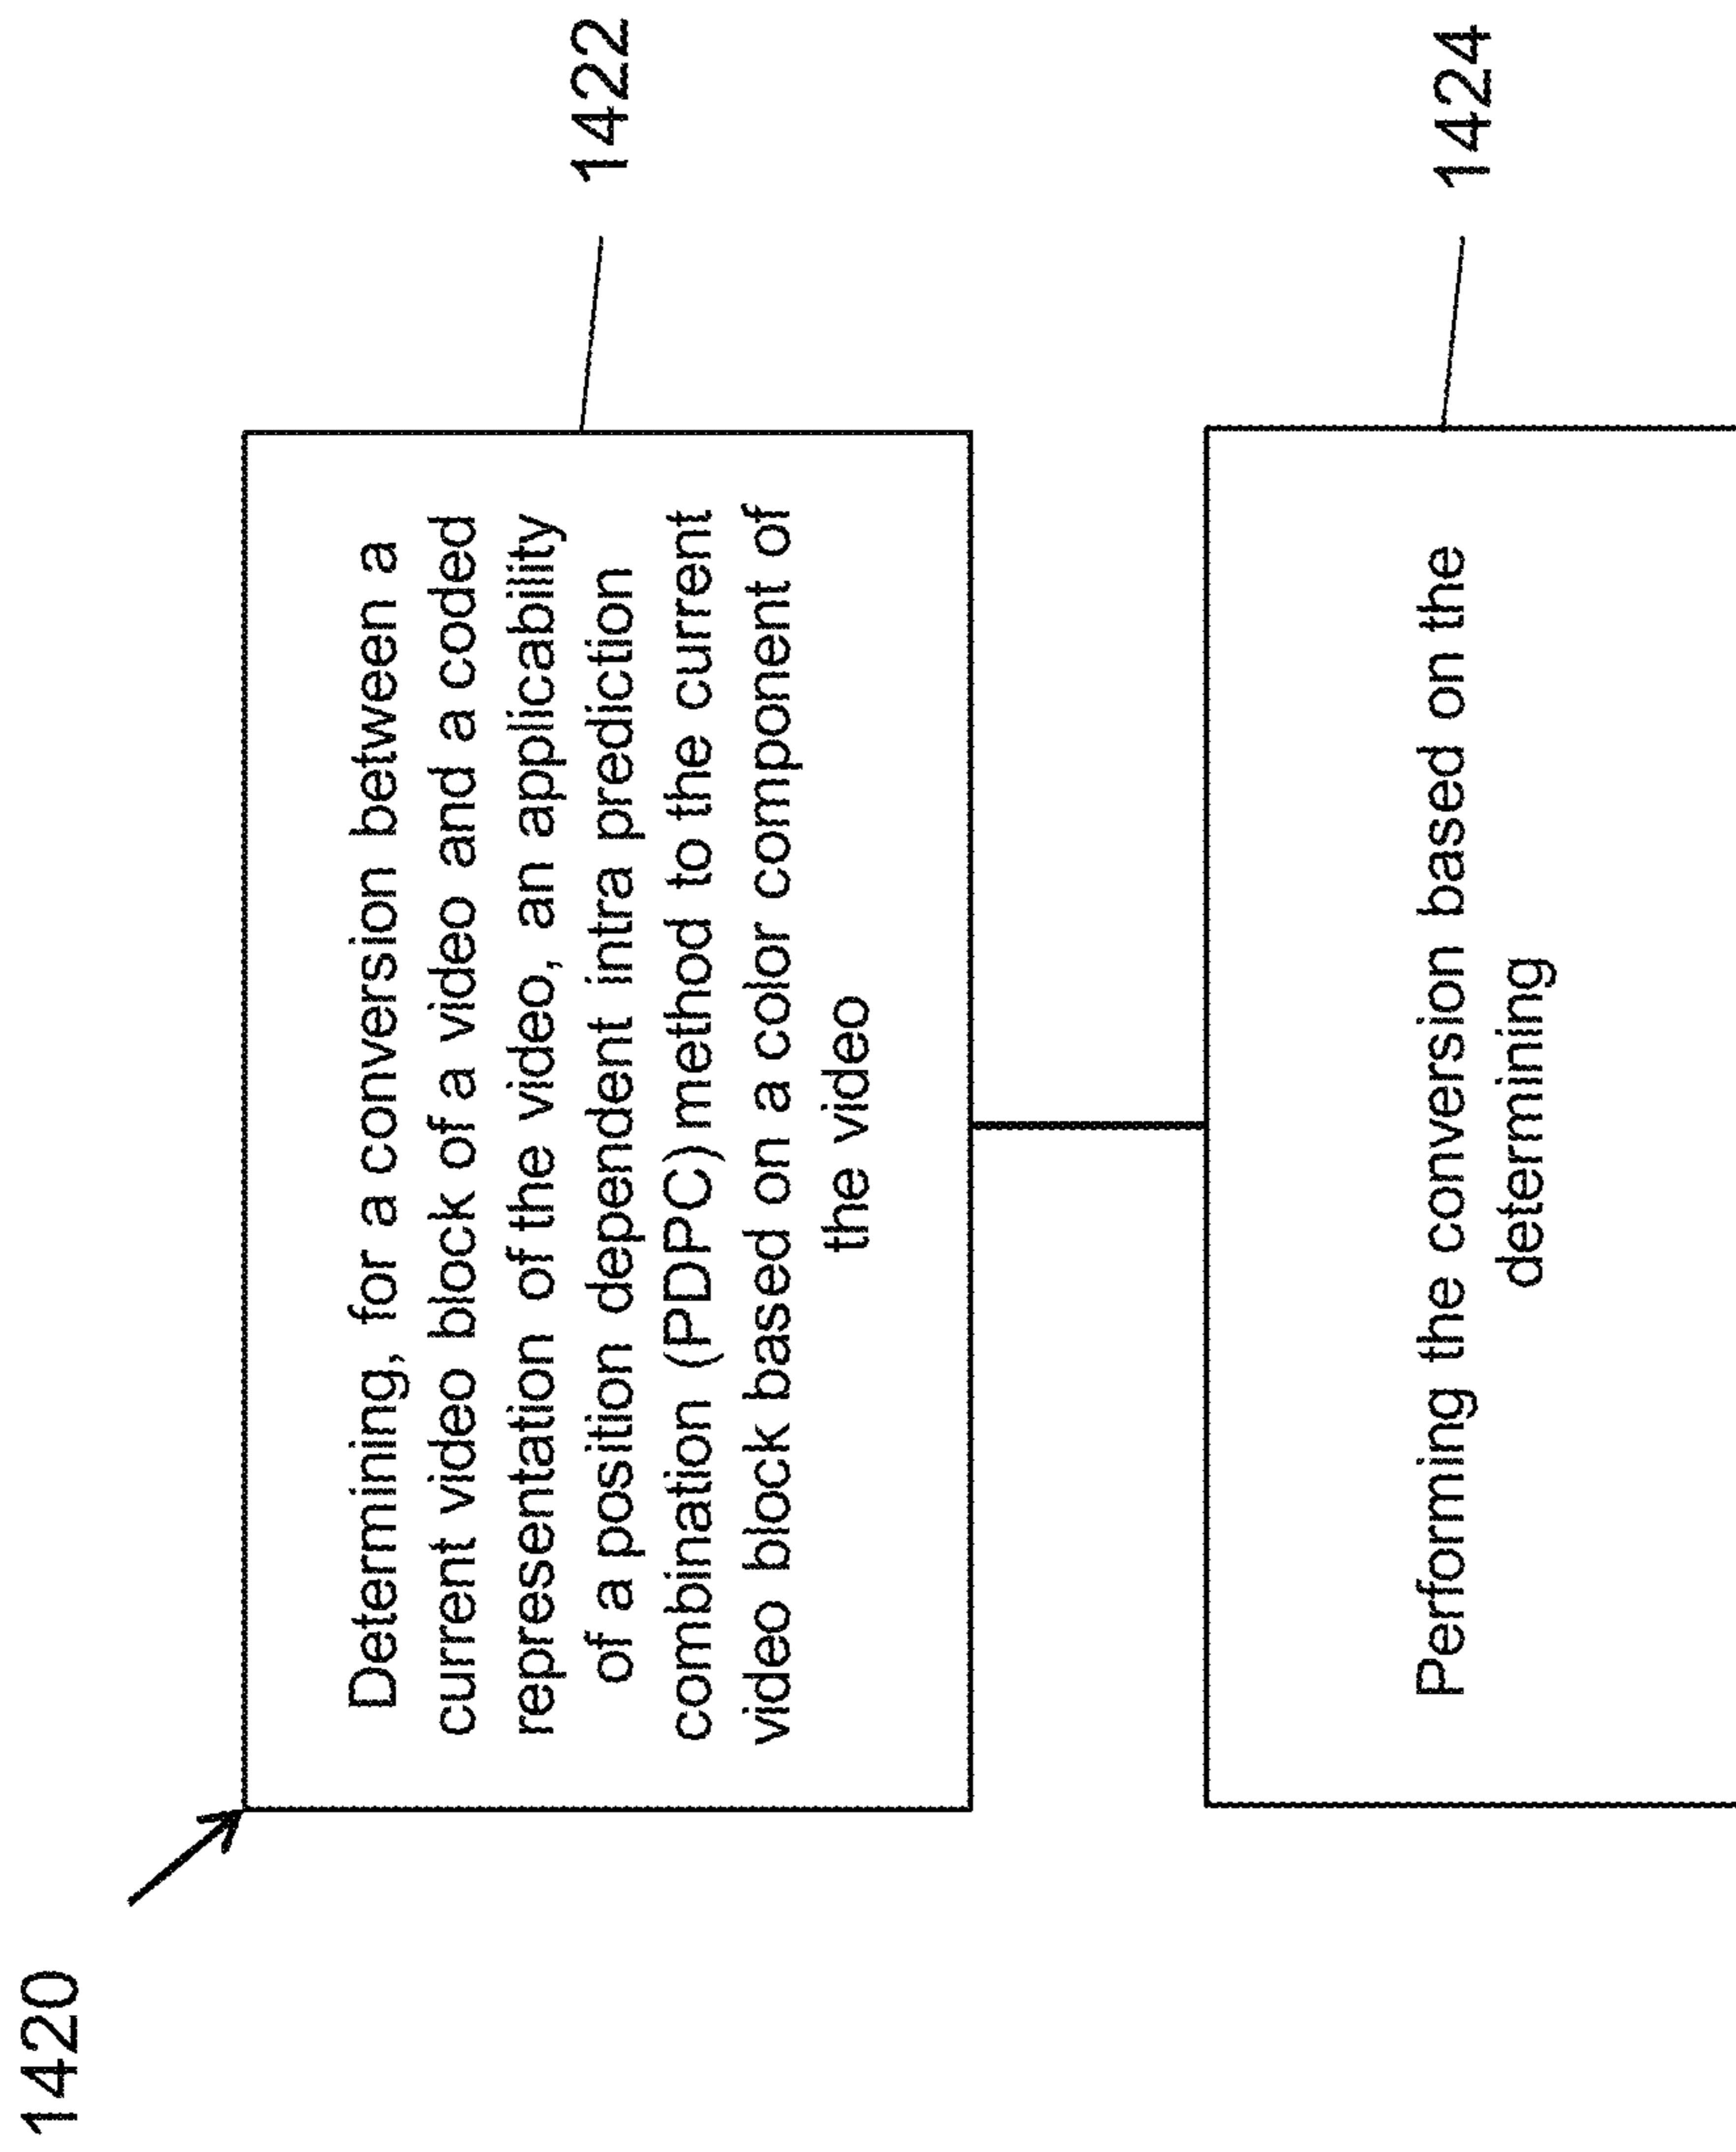 1420
Determining, for a conversion between a
current video block of a video and a coded
representation of the video, an applicability
of a position dependent intra prediction
combination (PDPC) method to the current
video block based on a color component of
the video
1422
Performing the conversion based on the
determining
1424